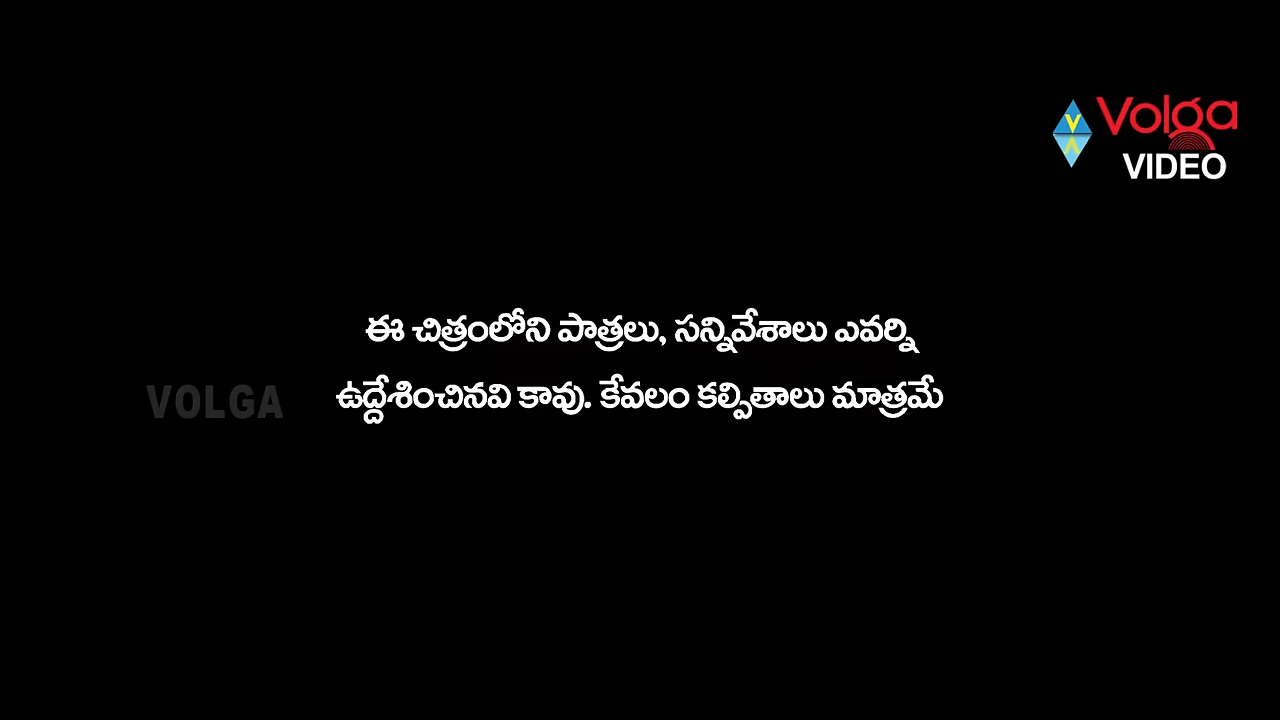 Volga
VIDEO
ఈ చిత్రంలోని పాత్రలు, సన్నివేశాలు ఎవర్ని
VOLGA
ఉద్దేశించినవి కావు. కేవలం కల్పితాలు మాత్రమే